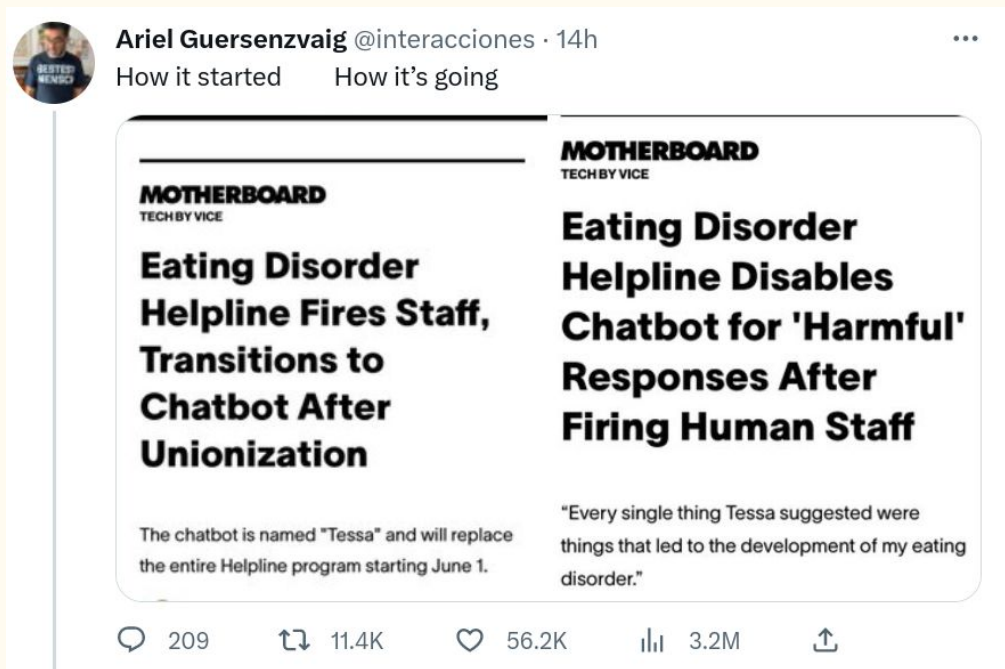 Ariel Guersenzvaig @interacciones · 14h
How it started How it's going
MOTHERBOARD
TECH BY VICE
Eating Disorder
Helpline Fires Staff,
Transitions to
Chatbot After
Unionization
The chatbot is named "Tessa" and will replace
the entire Helpline program starting June 1.
MOTHERBOARD
TECH BY VICE
Eating Disorder
Helpline Disables
Chatbot for 'Harmful'
Responses After
Firing Human Staff
“Every single thing Tessa suggested were
things that led to the development of my eating
disorder.”
209 11.4K 56.2K 3.2M